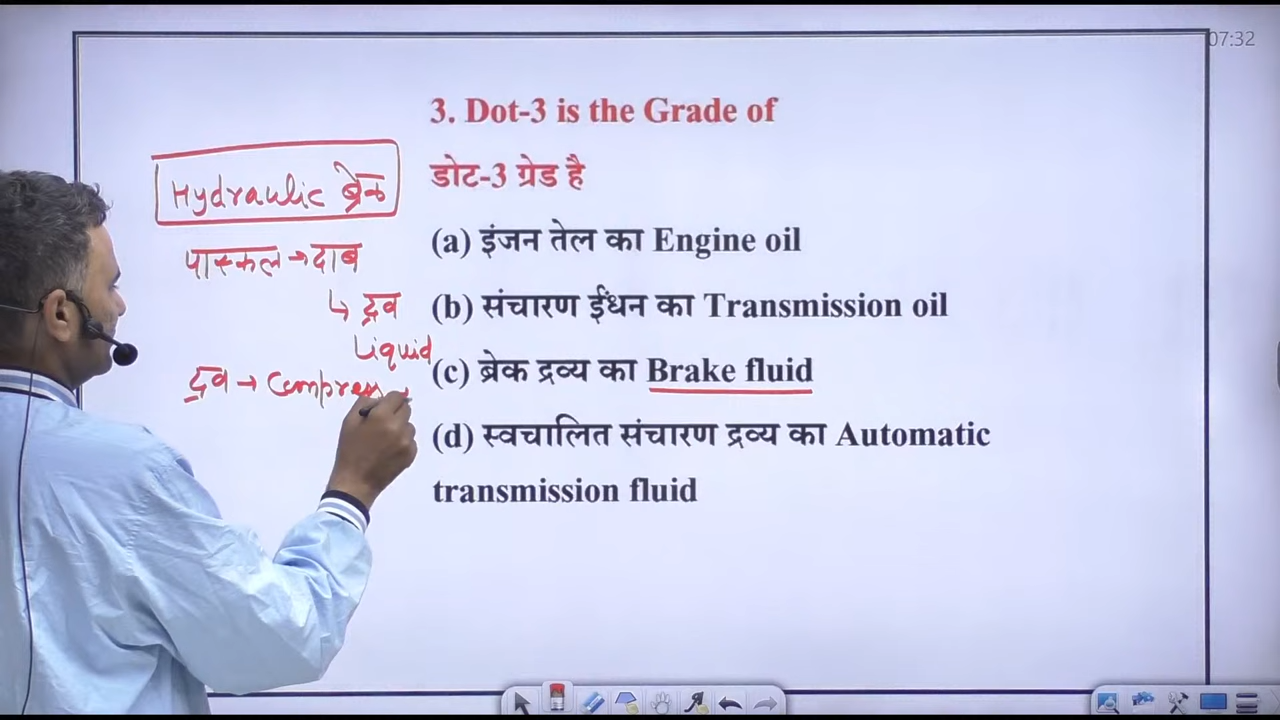 07:32
3. Dot-3 is the Grade of
डोट-3 ग्रेड है
Hydraulic ब्रेक
पास्कल → दाब
↳ द्रव
Liquid
द्रव → Compress
(a) इंजन तेल का Engine oil
(b) संचारण ईंधन का Transmission oil
(c) ब्रेक द्रव्य का Brake fluid
(d) स्वचालित संचारण द्रव्य का Automatic
transmission fluid